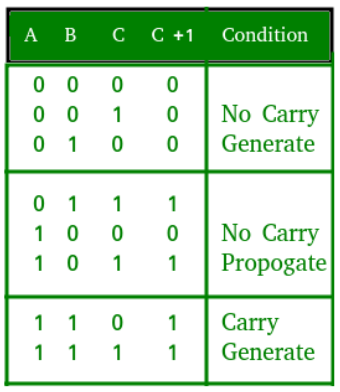 A B C C +1 Condition
0 0 0 0
0 0 1 0 No Carry
0 1 0 0 Generate
0 1 1 1
1 0 0 0 No Carry
1 0 1 1 Propogate
1 1 0 1 Carry
1 1 1 1 Generate